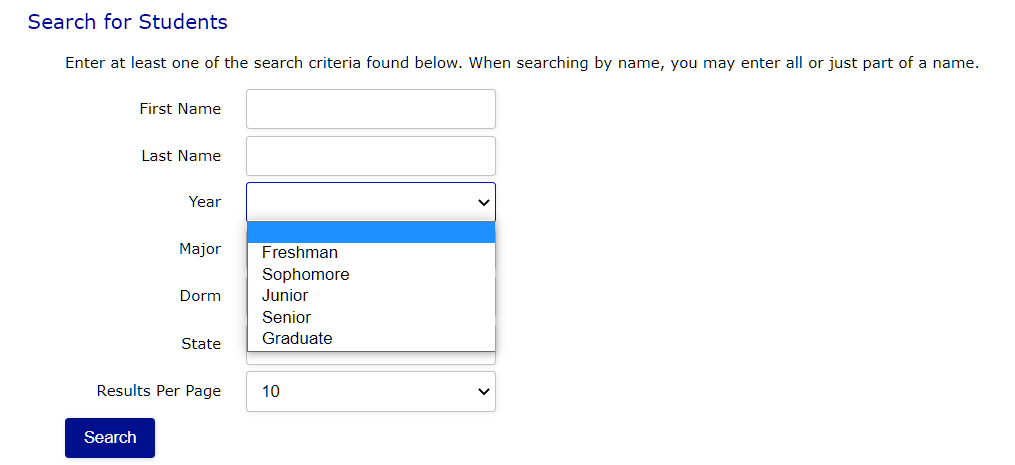 Search for Students
Enter at least one of the search criteria found below. When searching by name, you may enter all or just part of a name.
First Name
Last Name
Year
Freshman
Sophomore
Junior
Senior
Graduate
Major
Dorm
State
Results Per Page 10
Search